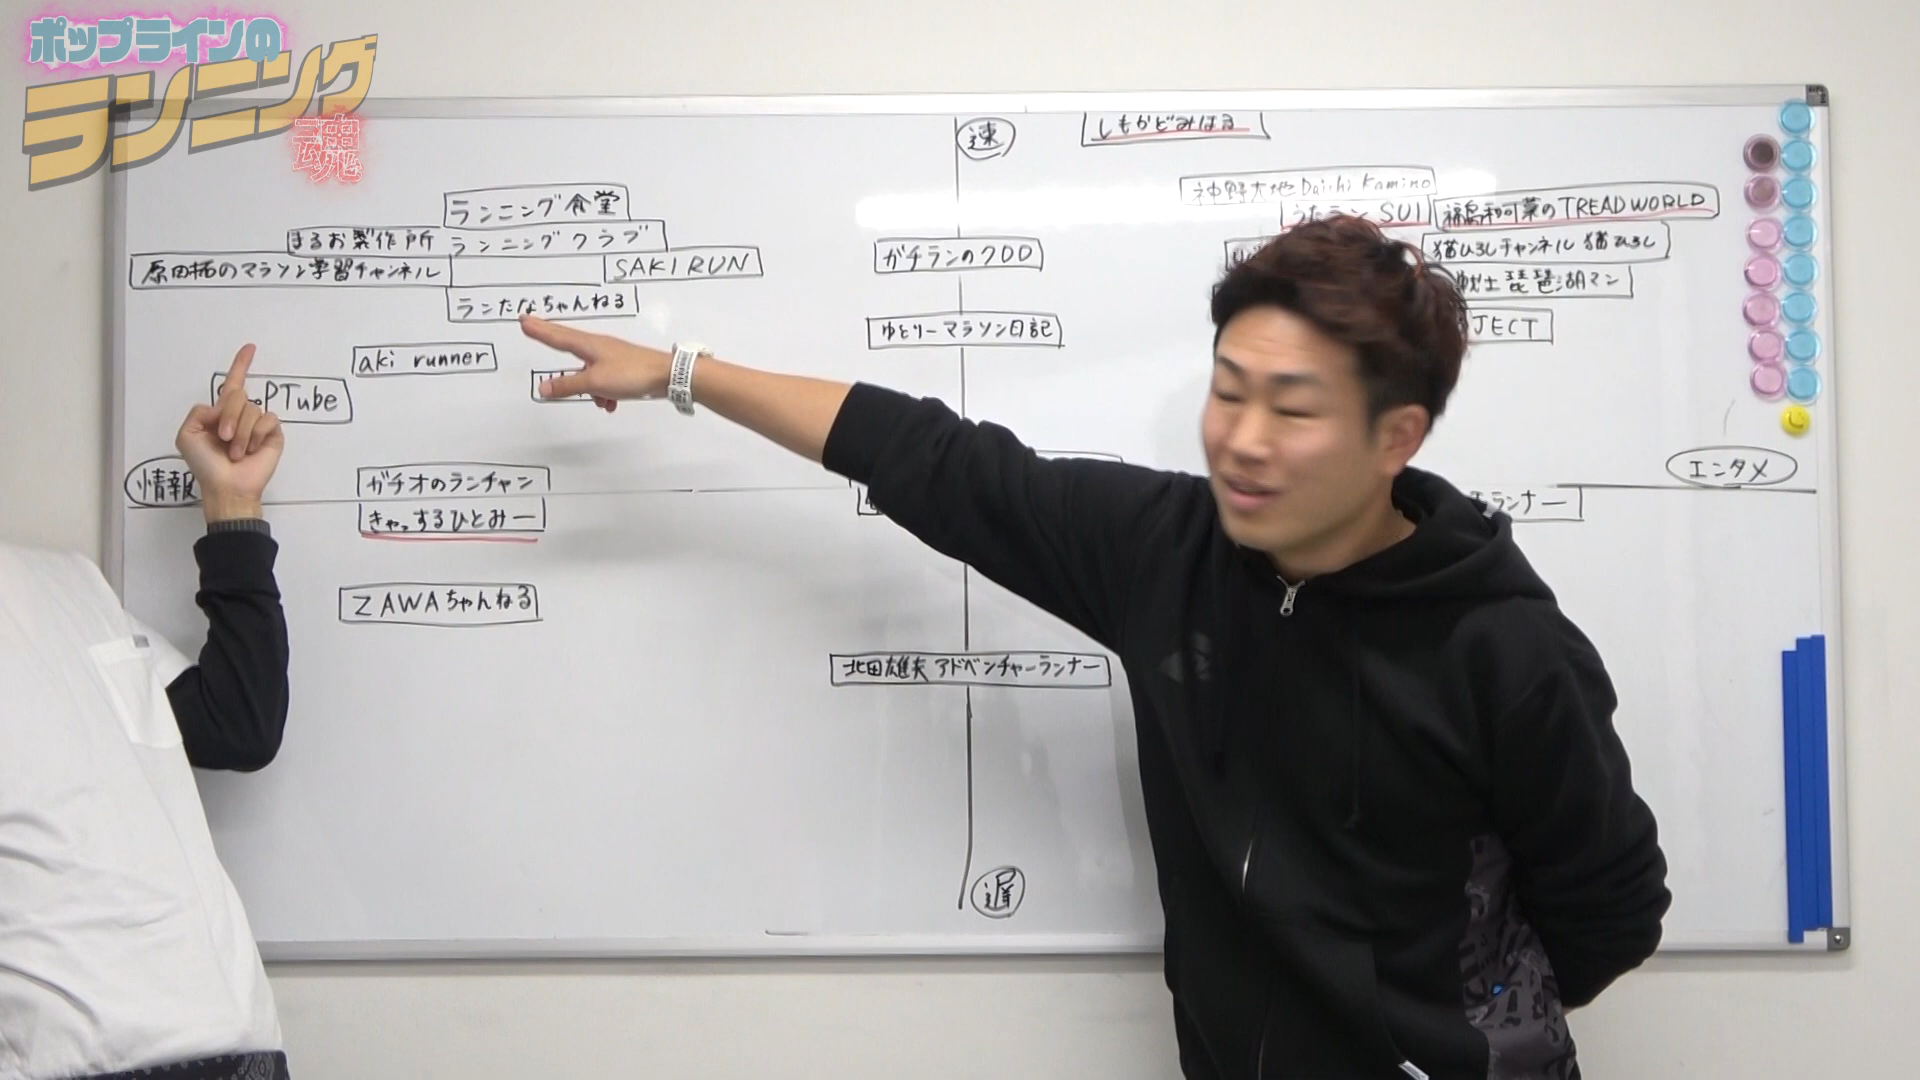 ポップラインの
ランニング
魂
速
しもかどみほる
ランニング食堂
神野大地 Daichi Kamino
うたラン SUI
福島和可菜のTREAD WORLD
まるお製作所 ランニングクラブ
ガチランのクロロ
猫ひろしチャンネル 猫ひろし
原田拓のマラソン学習チャンネル
SAKI RUN
琵琶湖マン
ランたなちゃんねる
ゆとりーマラソン日記
JECT
aki runner
PTube
情報
エンタメ
ガチオのランチャン
ランナー
きゃっするひとみー
ZAWAちゃんねる
北田雄夫 アドベンチャーランナー
遅